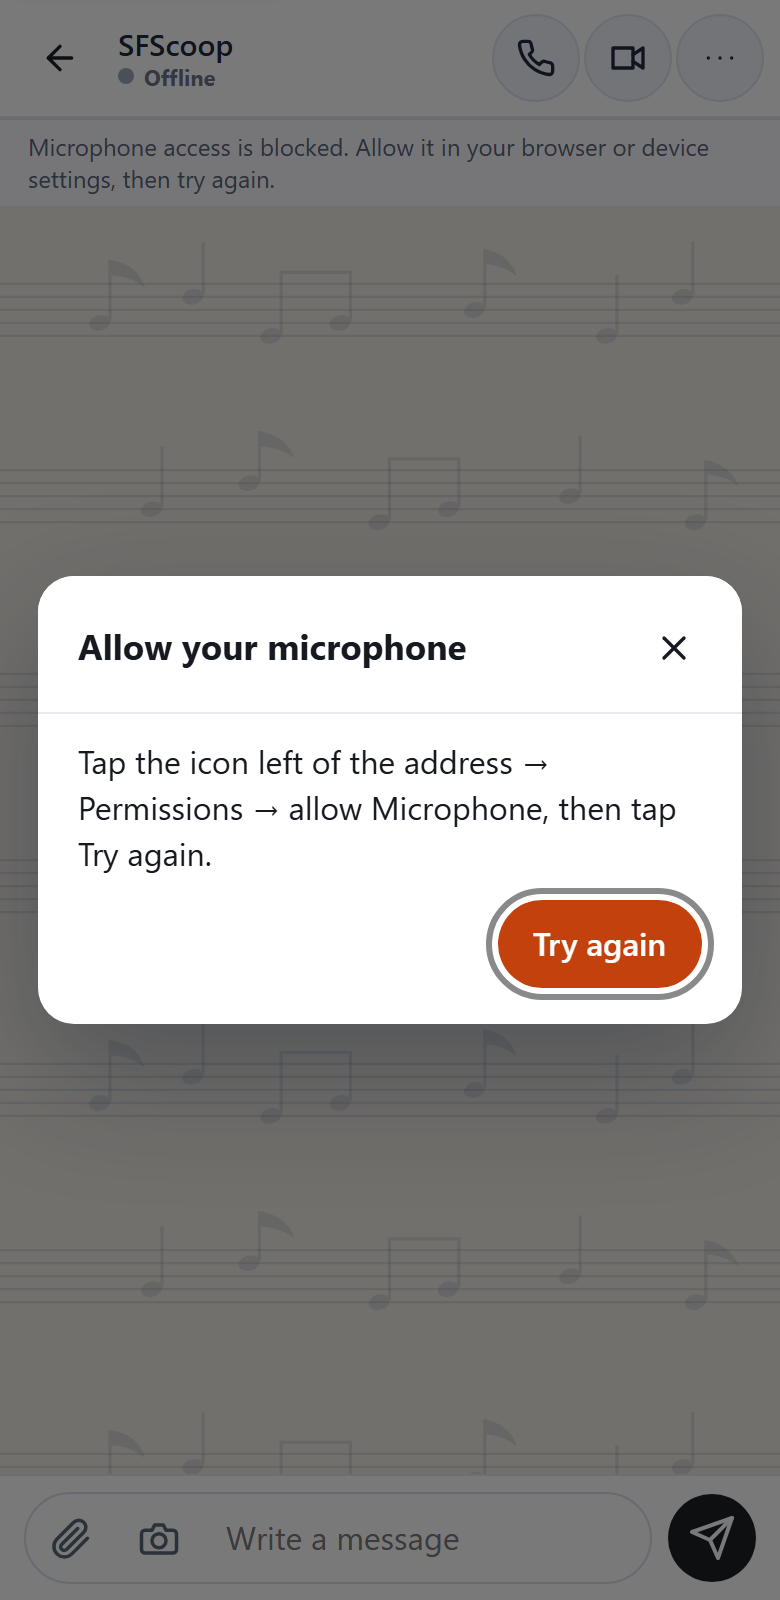 SFScoop
Offline
Microphone access is blocked. Allow it in your browser or device
settings, then try again.
Allow your microphone
Tap the icon left of the address →
Permissions → allow Microphone, then tap
Try again.
Try again
Write a message